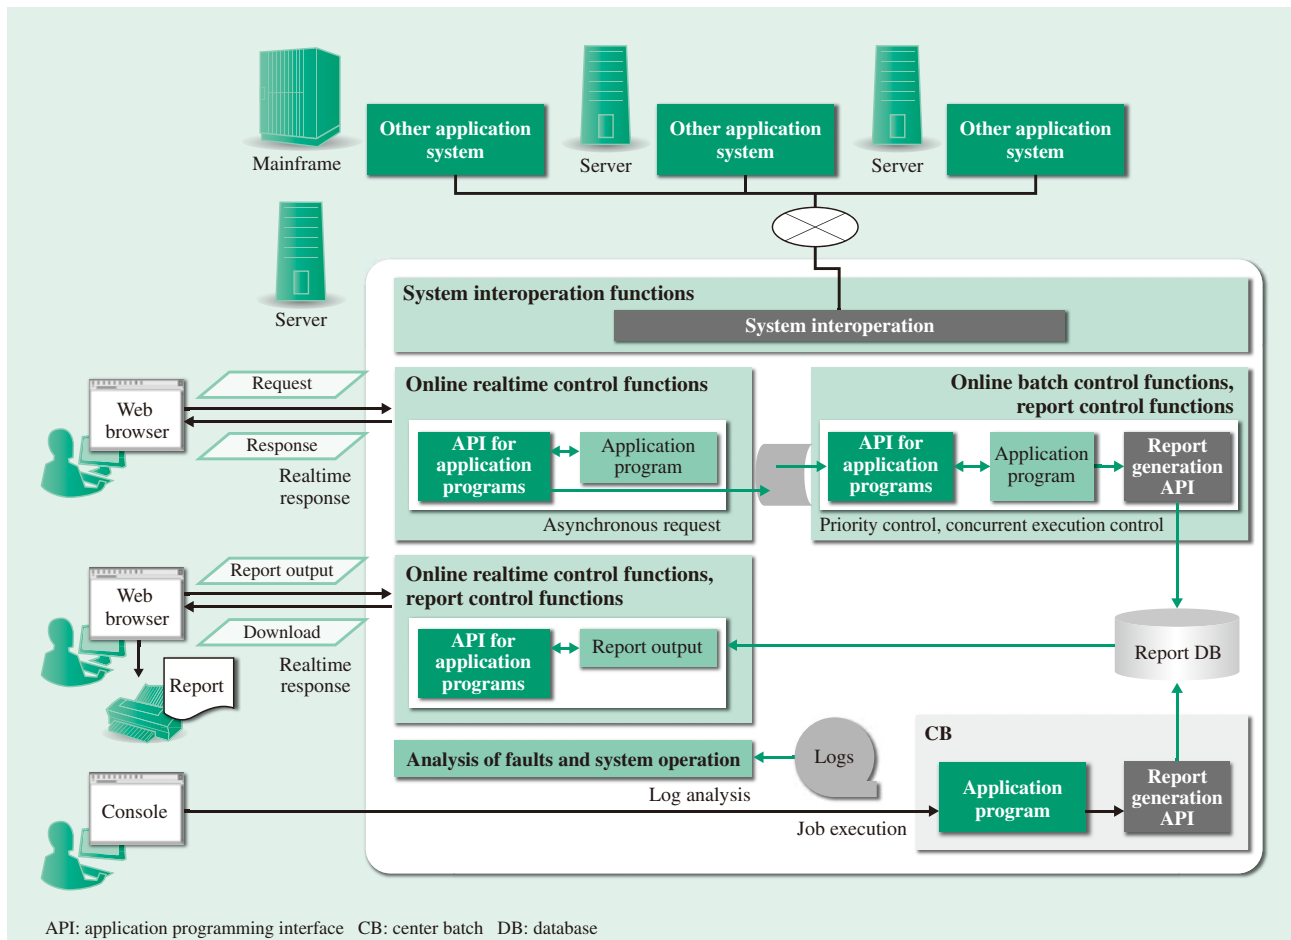 Mainframe
Other application
system
Server
Other application
system
Server
Other application
system
Server
System interoperation functions
System interoperation
Web
browser
Request
Response
Realtime
response
Online realtime control functions
API for
application
programs
Application
program
Asynchronous request
Online batch control functions,
report control functions
API for
application
programs
Application
program
Report
generation
API
Priority control, concurrent execution control
Web
browser
Report output
Download
Realtime
response
Report
Online realtime control functions,
report control functions
API for
application
programs
Report output
Report DB
Analysis of faults and system operation
Logs
Log analysis
Console
Job execution
CB
Application
program
Report
generation
API
API: application programming interface CB: center batch DB: database